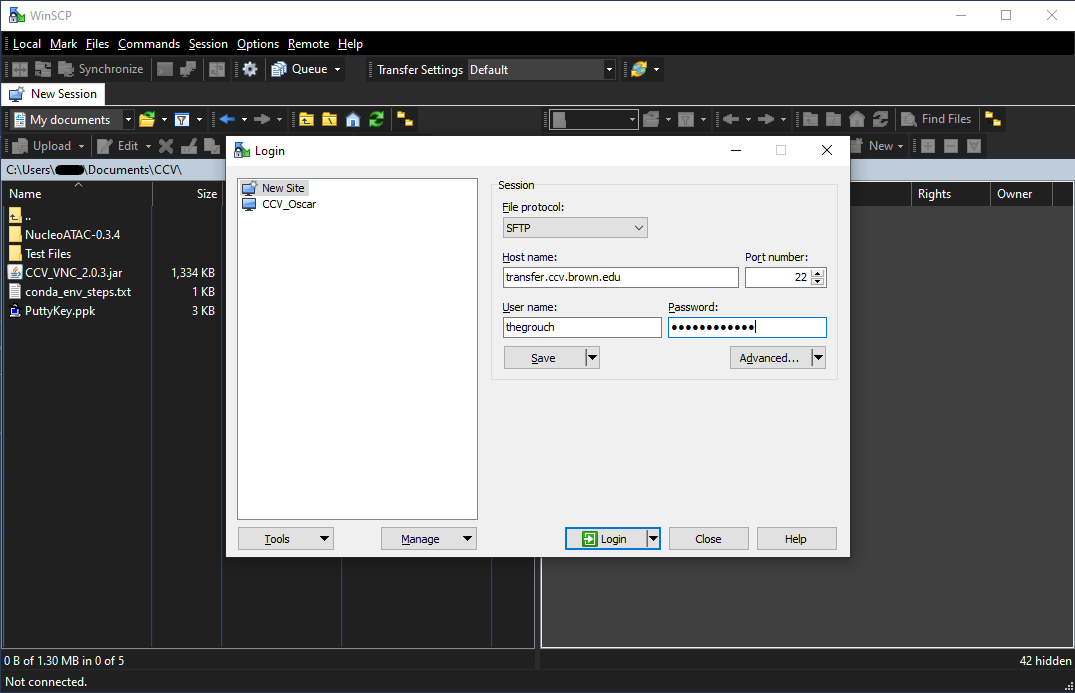 WinSCP
Local Mark Files Commands Session Options Remote Help
Synchronize Queue Transfer Settings Default
New Session
My documents Find Files
Upload Edit New
C:\Users\ \Documents\CCV\
Name Size Rights Owner
..
NucleoATAC-0.3.4
Test Files
CCV_VNC_2.0.3.jar 1,334 KB
conda_env_steps.txt 1 KB
PuttyKey.ppk 3 KB
Login
New Site
CCV_Oscar
Session
File protocol:
SFTP
Host name: Port number:
transfer.ccv.brown.edu 22
User name: Password:
thegrouch ••••••••••••
Save Advanced...
Tools Manage Login Close Help
0 B of 1.30 MB in 0 of 5 42 hidden
Not connected.